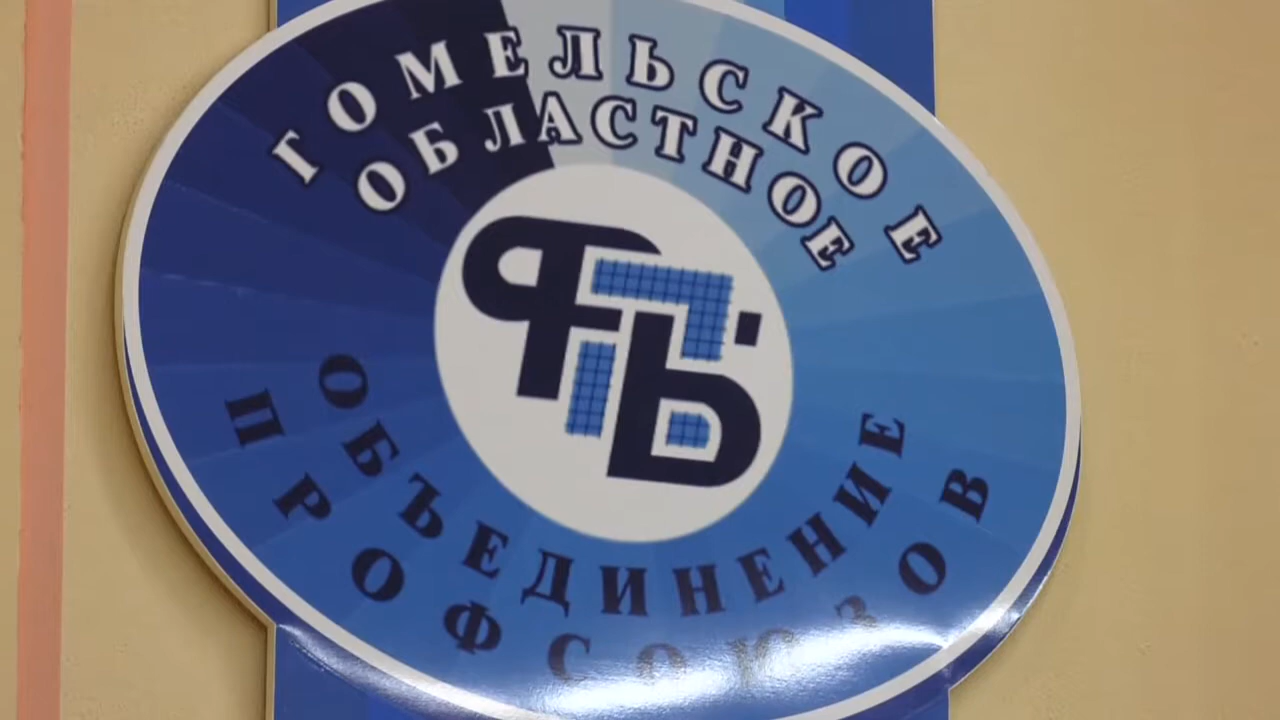 ГОМЕЛЬСКОЕ
ОБЛАСТНОЕ
ФПБ
ОБЪЕДИНЕНИЕ
ПРОФСОЮЗОВ